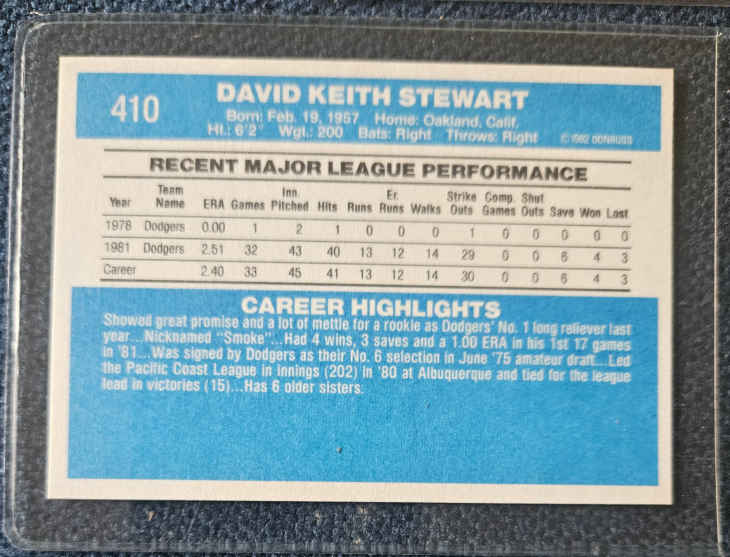 410
DAVID KEITH STEWART
Born: Feb. 19, 1957 Home: Oakland, Calif.
Ht.: 6'2" Wgt.: 200 Bats: Right Throws: Right © 1982 DONRUSS
RECENT MAJOR LEAGUE PERFORMANCE
Year Team Name ERA Games Inn. Pitched Hits Runs Er. Runs Walks Strike Outs Comp. Games Shut Outs Save Won Lost
1978 Dodgers 0.00 1 2 1 0 0 0 1 0 0 0 0 0
1981 Dodgers 2.51 32 43 40 13 12 14 29 0 0 6 4 3
Career 2.40 33 45 41 13 12 14 30 0 0 6 4 3
CAREER HIGHLIGHTS
Showed great promise and a lot of mettle for a rookie as Dodgers' No. 1 long reliever last
year...Nicknamed "Smoke"...Had 4 wins, 3 saves and a 1.00 ERA in his 1st 17 games
in '81...Was signed by Dodgers as their No. 6 selection in June '75 amateur draft...Led
the Pacific Coast League in Innings (202) in '80 at Albuquerque and tied for the league
lead in victories (15)...Has 6 older sisters.